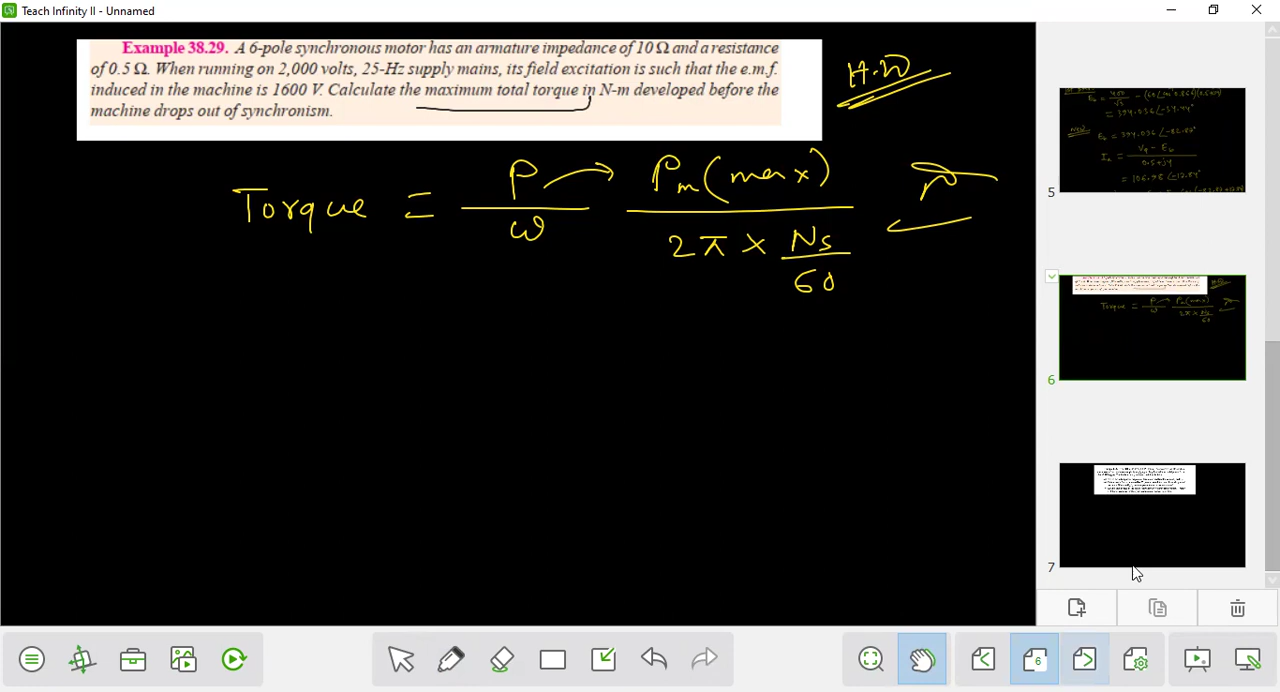 Teach Infinity II - Unnamed
Example 38.29. A 6-pole synchronous motor has an armature impedance of 10 Ω and a resistance
of 0.5 Ω. When running on 2,000 volts, 25-Hz supply mains, its field excitation is such that the e.m.f.
induced in the machine is 1600 V. Calculate the maximum total torque in N-m developed before the
machine drops out of synchronism.
H.W
Torque = P/ω Pm(max)/(2π × Ns/60)
5
6
7
6